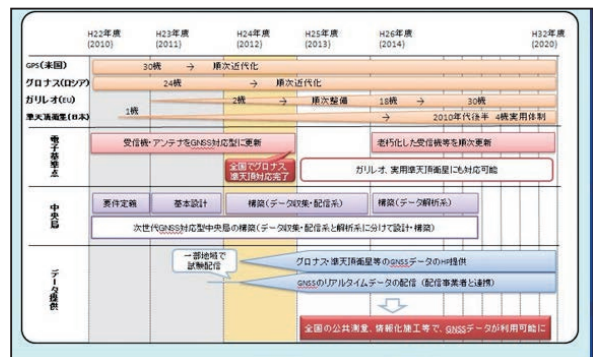 H22年度 H23年度 H24年度 H25年度 H26年度 H32年度
(2010) (2011) (2012) (2013) (2014) (2020)
GPS(米国) 30機 → 順次近代化
グロナス(ロシア) 24機 → 順次近代化
ガリレオ(EU) 2機 → 順次整備 18機 → 30機
準天頂衛星(日本) 1機 → 2010年代後半 4機実用体制
電子基準点
受信機・アンテナをGNSS対応型に更新 老朽化した受信機等を順次更新
全国でグロナス
準天頂対応完了
ガリレオ、実用準天頂衛星にも対応可能
中央局
要件定義 基本設計 構築(データ収集・配信系) 構築(データ解析系)
次世代GNSS対応型中央局の構築(データ収集・配信系と解析系に分けて設計・構築)
データ提供
一部地域で
試験配信
グロナス・準天頂衛星等のGNSSデータのHP提供
GNSSのリアルタイムデータの配信(配信事業者と連携)
全国の公共測量、情報化施工等で、GNSSデータが利用可能に